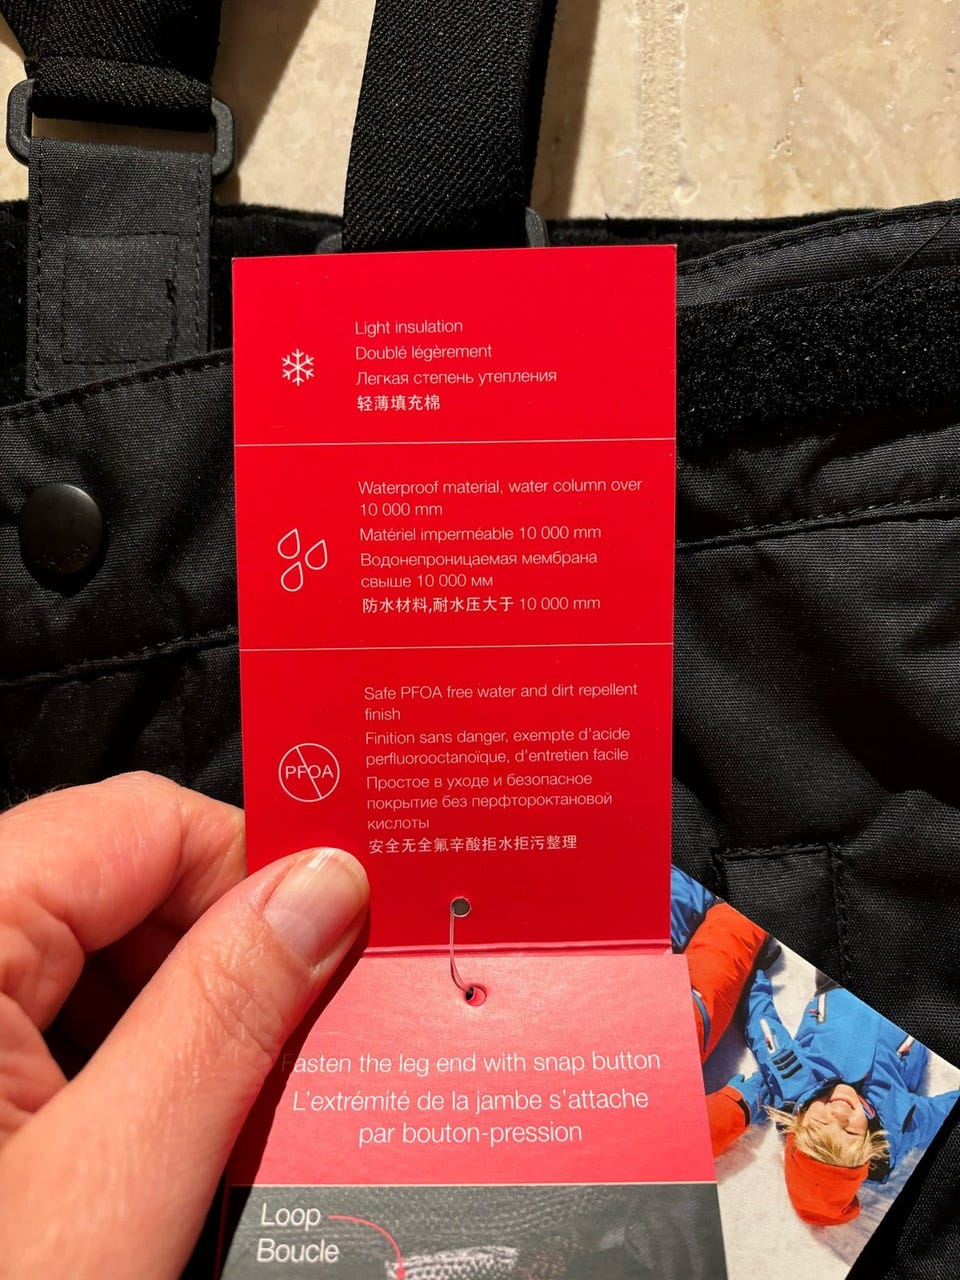 Light insulation
Doublé légèrement
Легкая степень утепления
轻薄填充棉
Waterproof material, water column over
10 000 mm
Matériel imperméable 10 000 mm
Водонепроницаемая мембрана
свыше 10 000 мм
防水材料,耐水压大于 10 000 mm
Safe PFOA free water and dirt repellent
finish
Finition sans danger, exempte d'acide
perfluorooctanoïque, d'entretien facile
PFOA
Простое в уходе и безопасное
покрытие без перфтороктановой
кислоты
安全无全氟辛酸拒水拒污整理
Fasten the leg end with snap button
L'extrémité de la jambe s'attache
par bouton-pression
Loop
Boucle